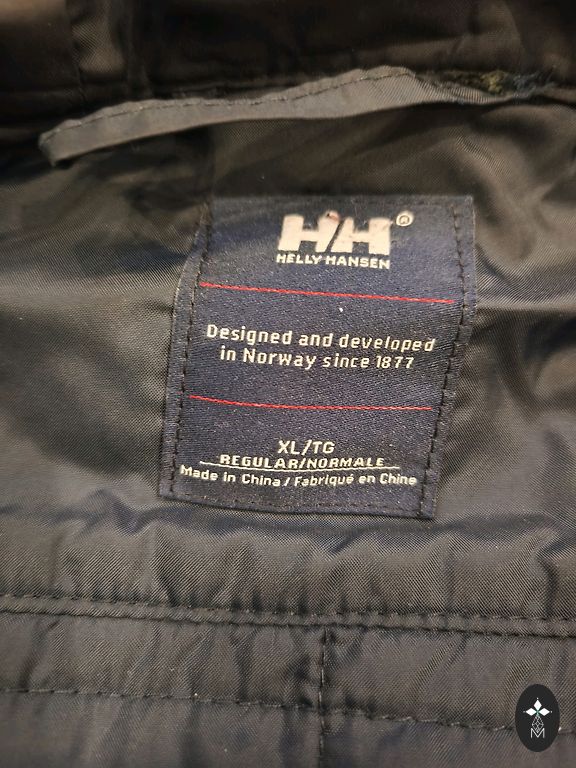 HH®
HELLY HANSEN
Designed and developed
in Norway since 1877
XL/TG
REGULAR/NORMALE
Made in China / Fabriqué en Chine
M